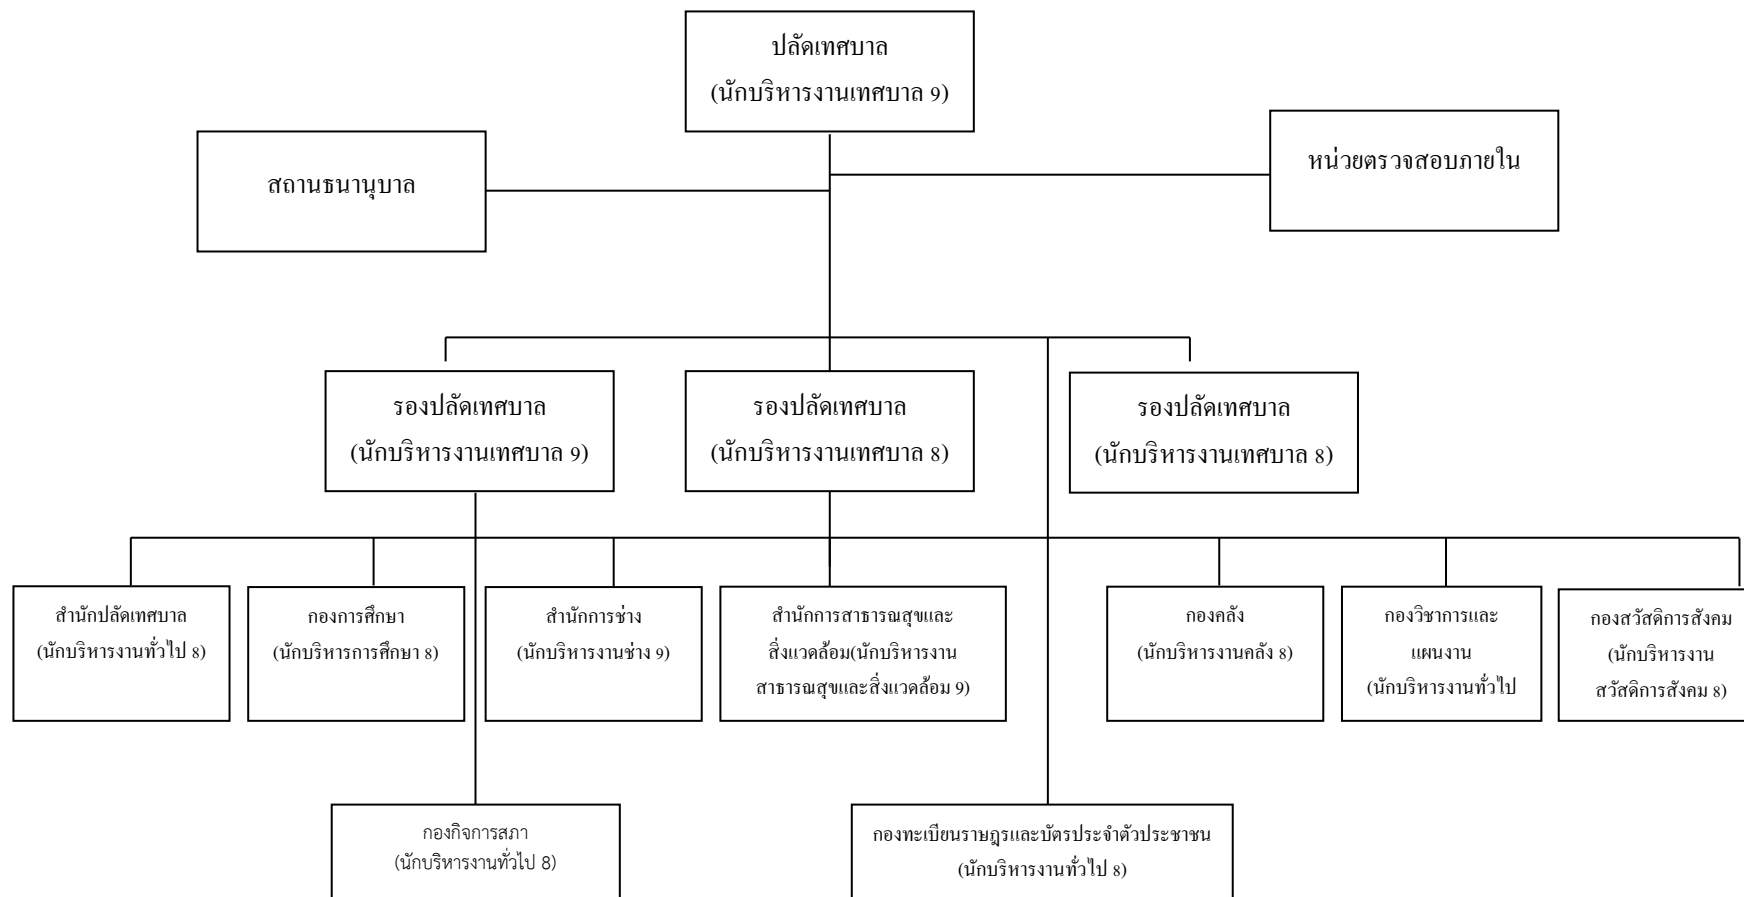 ปลัดเทศบาล
(นักบริหารงานเทศบาล 9)
สถานธนานุบาล
หน่วยตรวจสอบภายใน
รองปลัดเทศบาล
(นักบริหารงานเทศบาล 9)
รองปลัดเทศบาล
(นักบริหารงานเทศบาล 8)
รองปลัดเทศบาล
(นักบริหารงานเทศบาล 8)
สำนักปลัดเทศบาล
(นักบริหารงานทั่วไป 8)
กองการศึกษา
(นักบริหารการศึกษา 8)
สำนักการช่าง
(นักบริหารงานช่าง 9)
สำนักการสาธารณสุขและ
สิ่งแวดล้อม(นักบริหารงาน
สาธารณสุขและสิ่งแวดล้อม 9)
กองคลัง
(นักบริหารงานคลัง 8)
กองวิชาการและ
แผนงาน
(นักบริหารงานทั่วไป
กองสวัสดิการสังคม
(นักบริหารงาน
สวัสดิการสังคม 8)
กองกิจการสภา
(นักบริหารงานทั่วไป 8)
กองทะเบียนราษฎรและบัตรประจำตัวประชาชน
(นักบริหารงานทั่วไป 8)